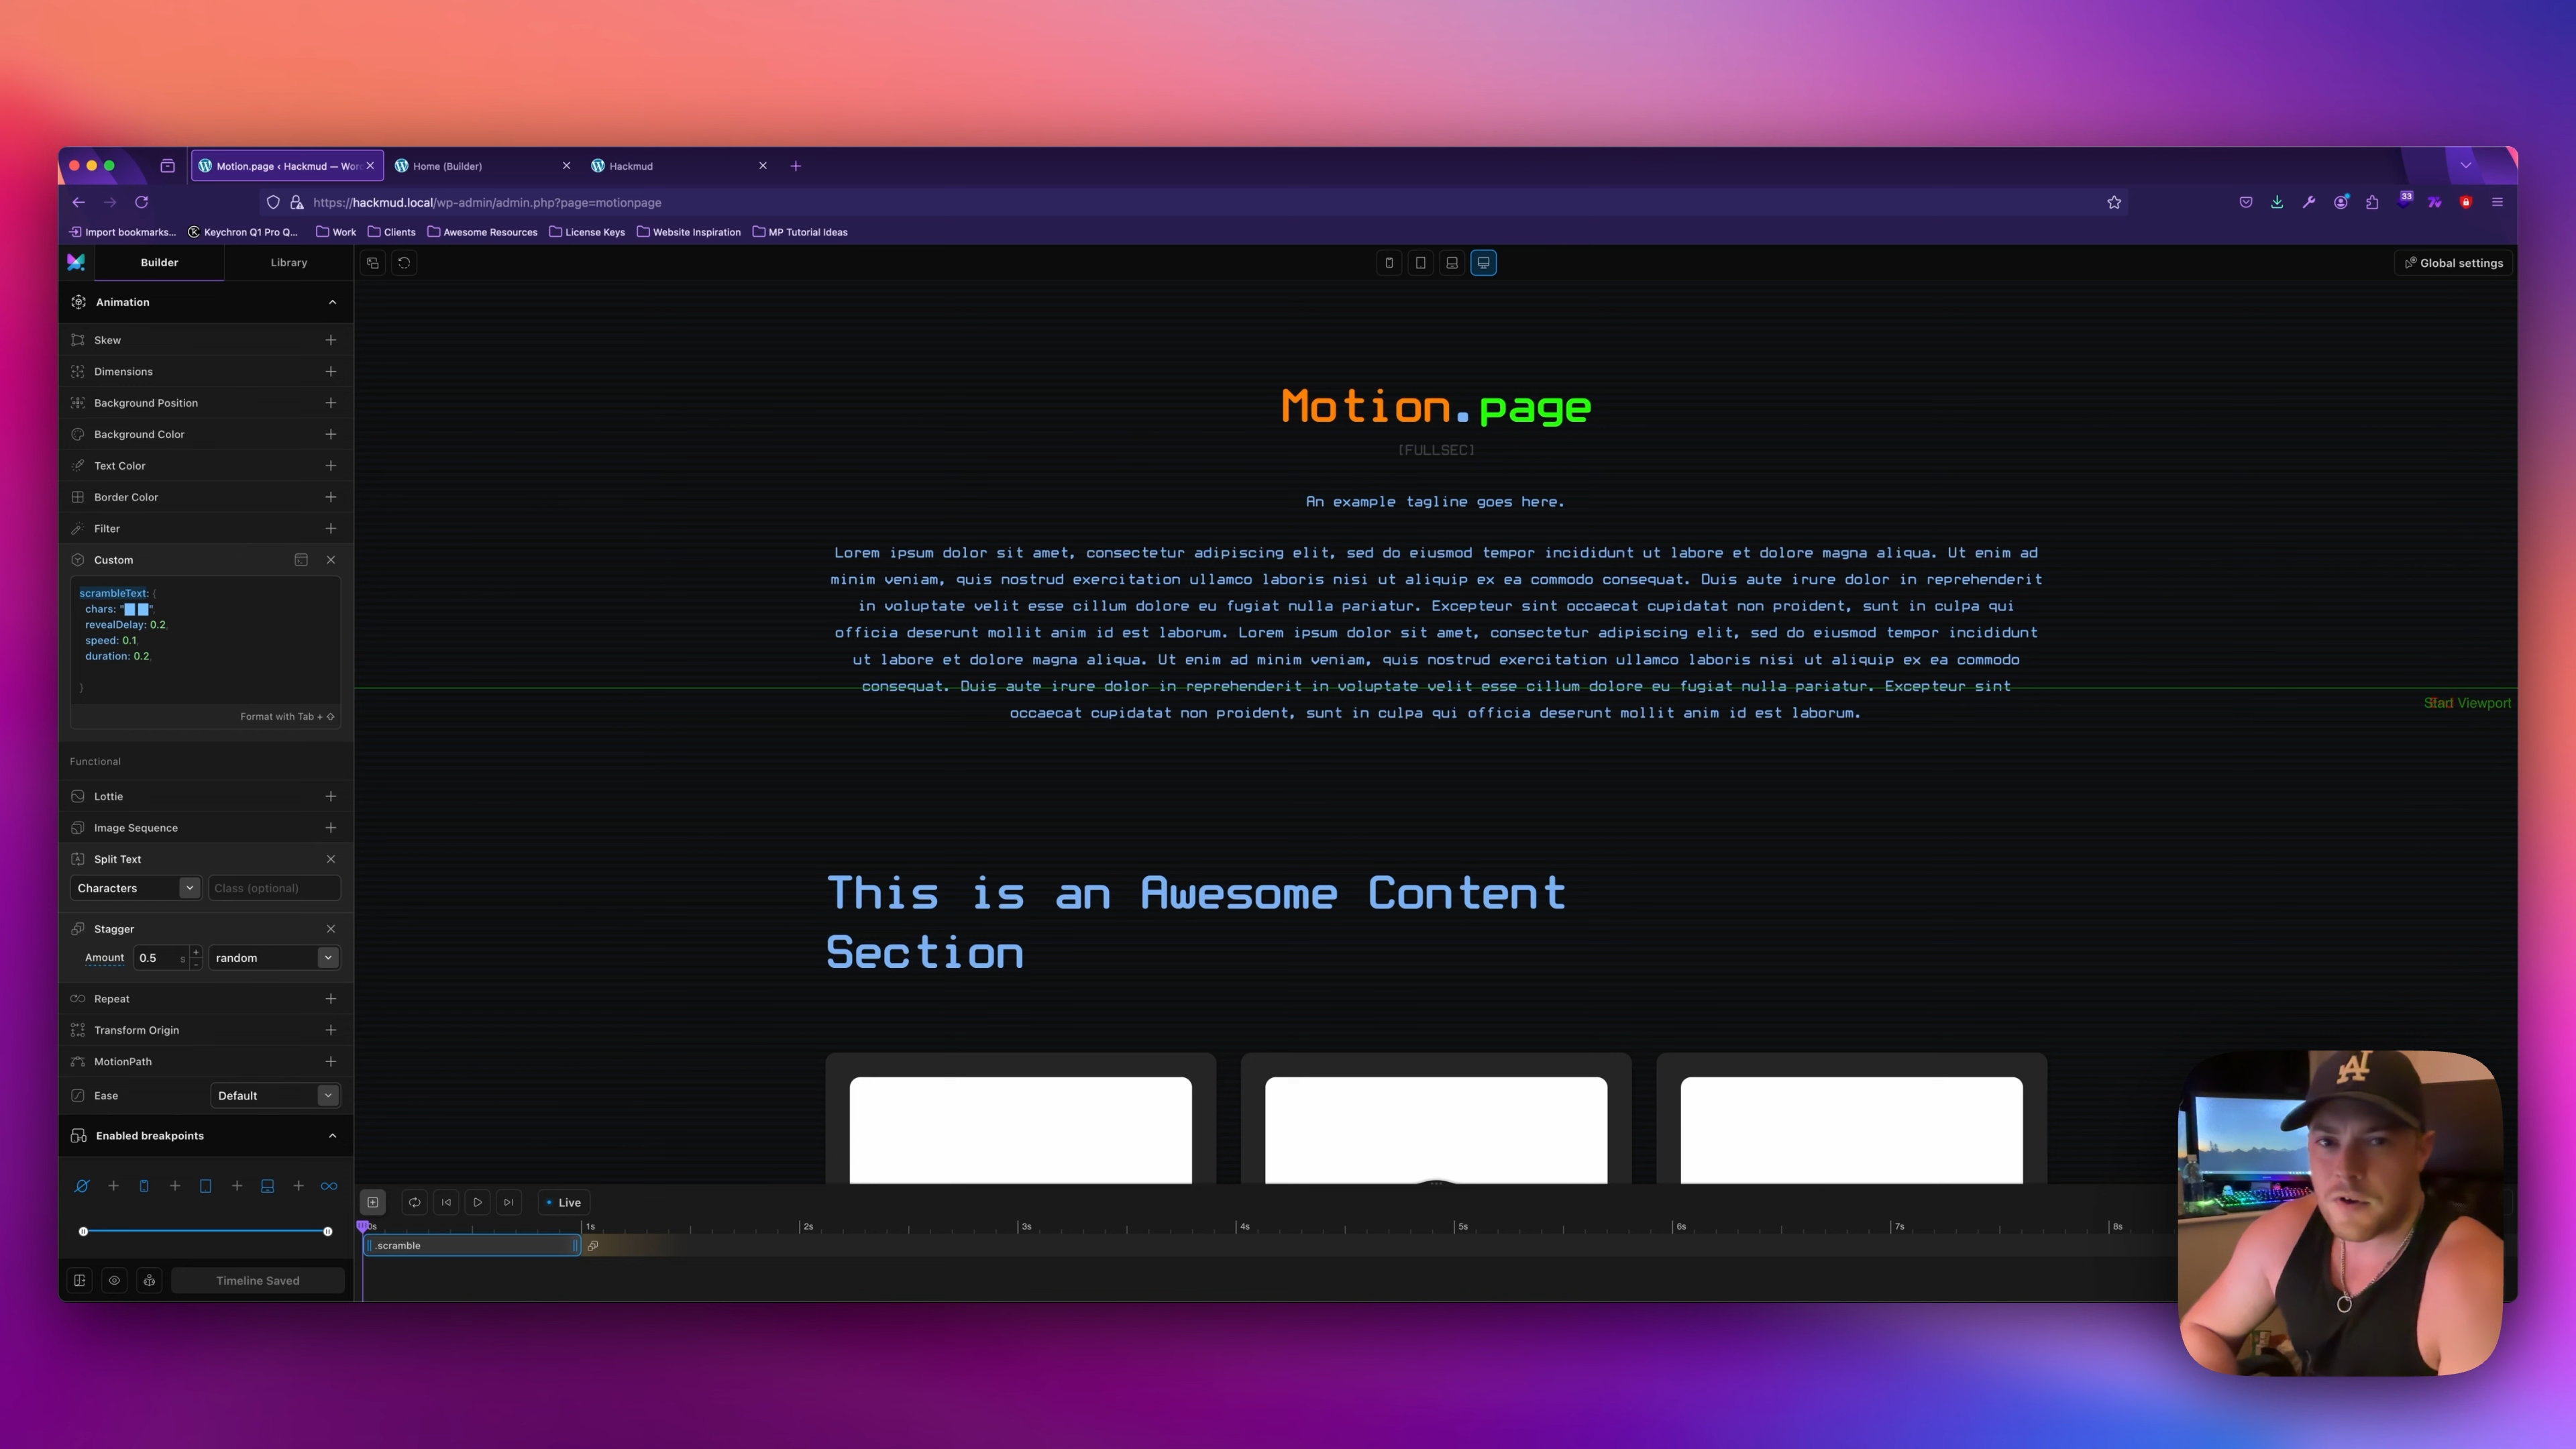 Motion.page ‹ Hackmud — Wor
Home (Builder)
Hackmud
https://hackmud.local/wp-admin/admin.php?page=motionpage
33
Import bookmarks...
Keychron Q1 Pro Q...
Work
Clients
Awesome Resources
License Keys
Website Inspiration
MP Tutorial Ideas
Builder
Library
Global settings
Animation
Skew
Dimensions
Background Position
Background Color
Text Color
Border Color
Filter
Custom
scrambleText: {
chars: "██ ██",
revealDelay: 0.2,
speed: 0.1,
duration: 0.2,
}
Format with Tab +
Functional
Lottie
Image Sequence
Split Text
Characters
Class (optional)
Stagger
Amount
0.5
s
random
Repeat
Transform Origin
MotionPath
Ease
Default
Enabled breakpoints
Timeline Saved
Motion.page
[FULLSEC]
An example tagline goes here.
Lorem ipsum dolor sit amet, consectetur adipiscing elit, sed do eiusmod tempor incididunt ut labore et dolore magna aliqua. Ut enim ad
minim veniam, quis nostrud exercitation ullamco laboris nisi ut aliquip ex ea commodo consequat. Duis aute irure dolor in reprehenderit
in voluptate velit esse cillum dolore eu fugiat nulla pariatur. Excepteur sint occaecat cupidatat non proident, sunt in culpa qui
officia deserunt mollit anim id est laborum. Lorem ipsum dolor sit amet, consectetur adipiscing elit, sed do eiusmod tempor incididunt
ut labore et dolore magna aliqua. Ut enim ad minim veniam, quis nostrud exercitation ullamco laboris nisi ut aliquip ex ea commodo
consequat. Duis aute irure dolor in reprehenderit in voluptate velit esse cillum dolore eu fugiat nulla pariatur. Excepteur sint
occaecat cupidatat non proident, sunt in culpa qui officia deserunt mollit anim id est laborum.
Viewport
This is an Awesome Content
Section
Live
0s
1s
2s
3s
4s
5s
6s
7s
8s
.scramble